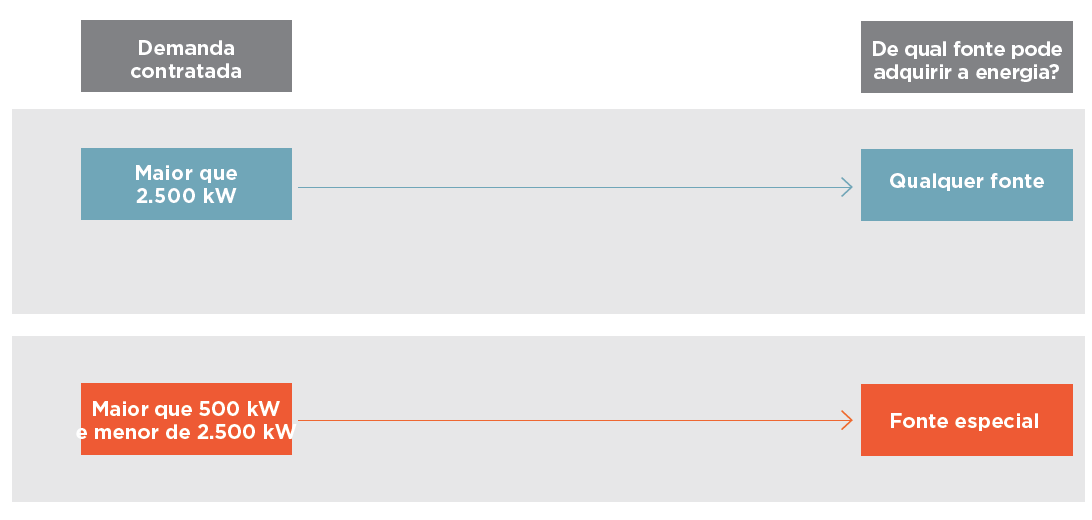 Demanda
contratada
De qual fonte pode
adquirir a energia?
Maior que
2.500 kW
Qualquer fonte
Maior que 500 kW
e menor de 2.500 kW
Fonte especial